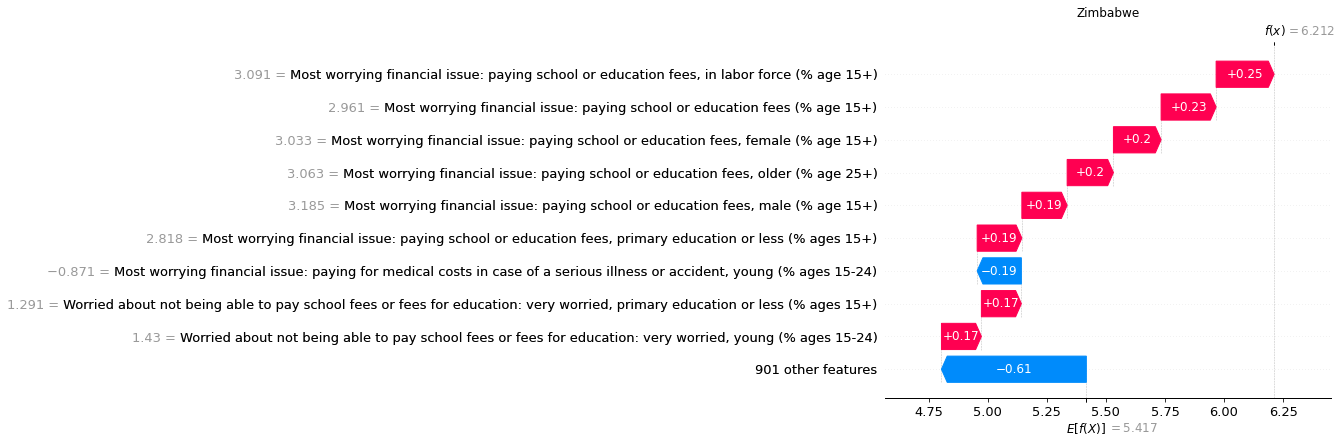 Zimbabwe
f(x) = 6.212
3.091 = Most worrying financial issue: paying school or education fees, in labor force (% age 15+)
+0.25
2.961 = Most worrying financial issue: paying school or education fees (% age 15+)
+0.23
3.033 = Most worrying financial issue: paying school or education fees, female (% age 15+)
+0.2
3.063 = Most worrying financial issue: paying school or education fees, older (% age 25+)
+0.2
3.185 = Most worrying financial issue: paying school or education fees, male (% age 15+)
+0.19
2.818 = Most worrying financial issue: paying school or education fees, primary education or less (% ages 15+)
+0.19
−0.871 = Most worrying financial issue: paying for medical costs in case of a serious illness or accident, young (% ages 15-24)
−0.19
1.291 = Worried about not being able to pay school fees or fees for education: very worried, primary education or less (% ages 15+)
+0.17
1.43 = Worried about not being able to pay school fees or fees for education: very worried, young (% ages 15-24)
+0.17
901 other features
−0.61
4.75 5.00 5.25 5.50 5.75 6.00 6.25
E[f(X)] = 5.417